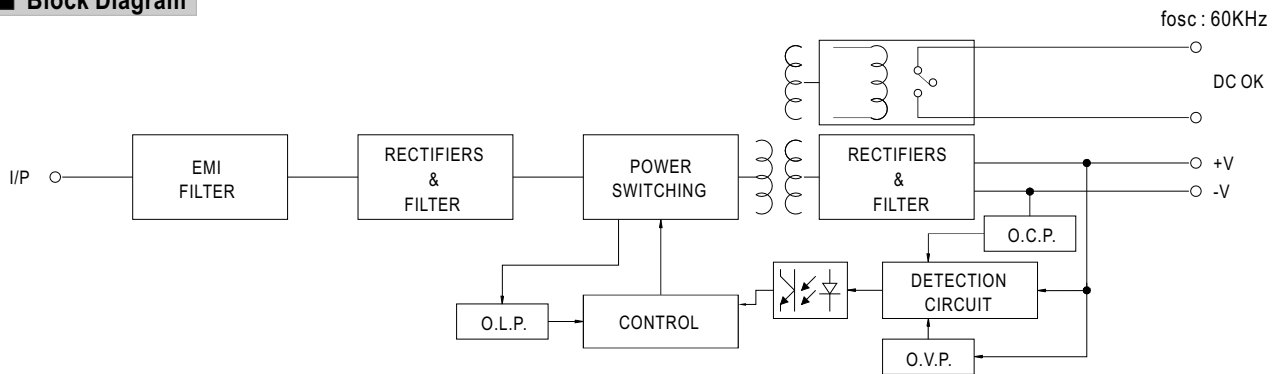 ■ Block Diagram
fosc : 60KHz
DC OK
I/P
EMI
FILTER
RECTIFIERS
&
FILTER
POWER
SWITCHING
RECTIFIERS
&
FILTER
+V
-V
O.C.P.
DETECTION
CIRCUIT
O.L.P.
CONTROL
O.V.P.